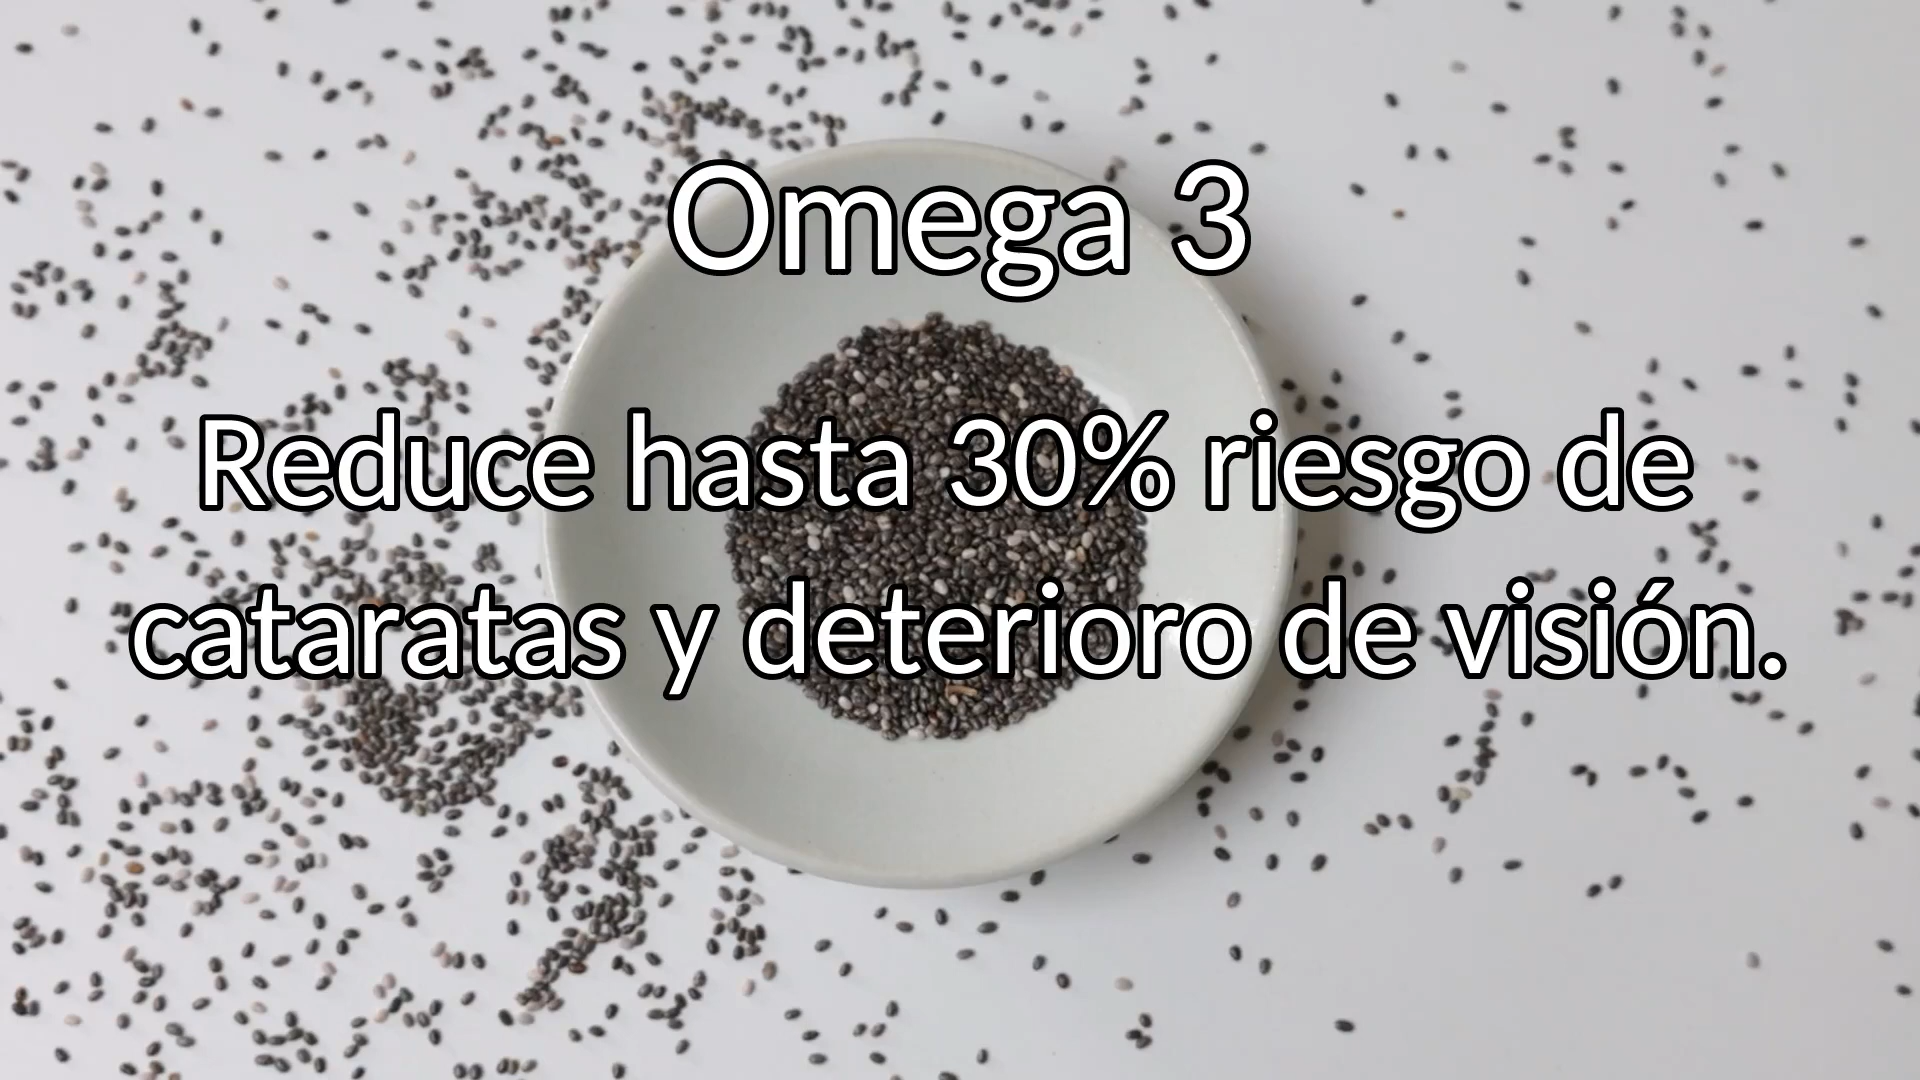 Omega 3
Reduce hasta 30% riesgo de
cataratas y deterioro de visión.